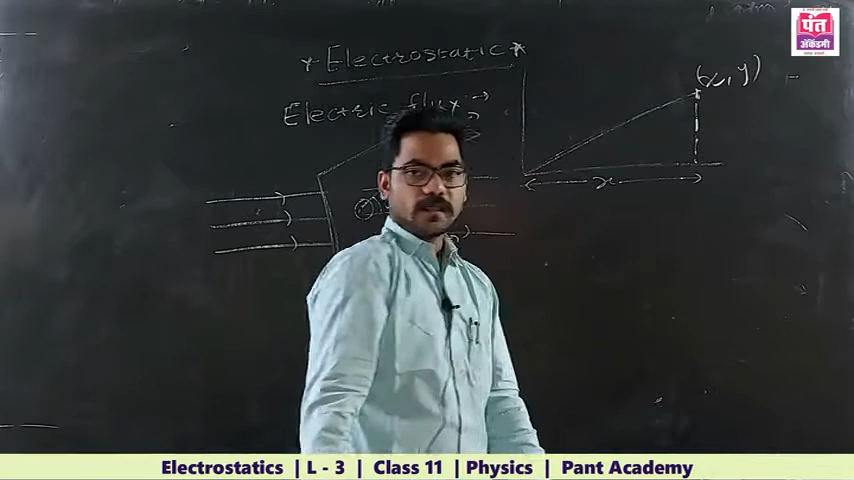 * Electrostatic *
Electric flux →
(x, y)
x
पंत
अकॅडमी
Electrostatics | L - 3 | Class 11 | Physics | Pant Academy